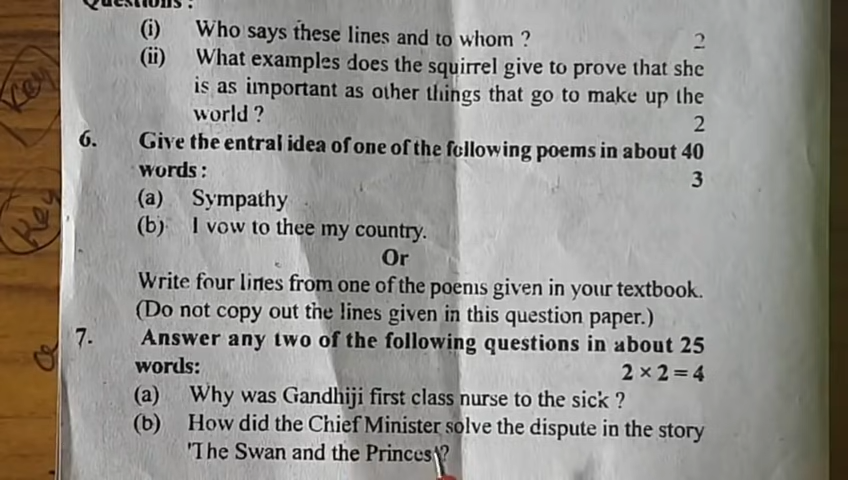 Questions :
(i) Who says these lines and to whom ? 2
(ii) What examples does the squirrel give to prove that she
is as important as other things that go to make up the
world ? 2
6. Give the entral idea of one of the following poems in about 40
words : 3
(a) Sympathy
(b) I vow to thee my country.
Or
Write four lines from one of the poems given in your textbook.
(Do not copy out the lines given in this question paper.)
7. Answer any two of the following questions in about 25
words: 2 × 2 = 4
(a) Why was Gandhiji first class nurse to the sick ?
(b) How did the Chief Minister solve the dispute in the story
'The Swan and the Princes'?
Key
Key